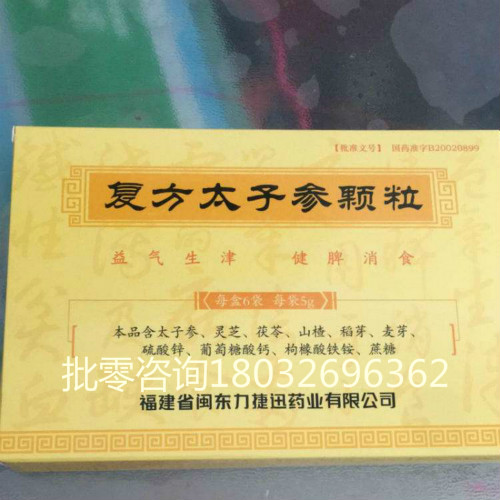 【批准文号】 国药准字B20020899
复方太子参颗粒
益气生津 健脾消食
每盒6袋 每袋5g
本品含太子参、灵芝、茯苓、山楂、稻芽、麦芽、
硫酸锌、葡萄糖酸钙、枸橼酸铁铵、蔗糖
批零咨询18032696362
福建省闽东力捷迅药业有限公司